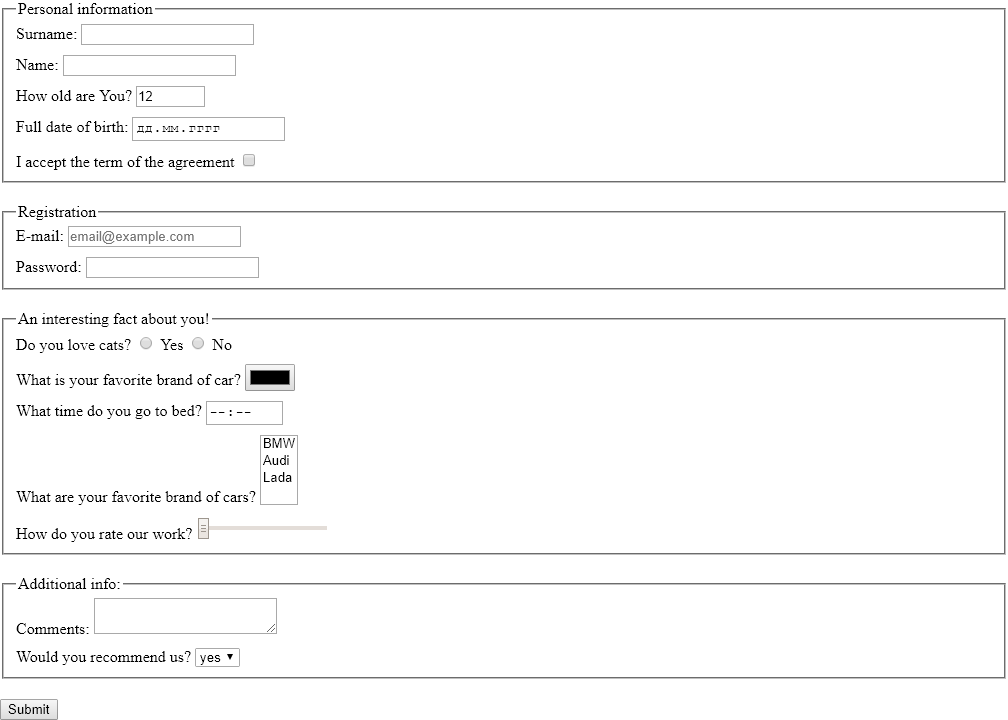 Personal information
Surname:
Name:
How old are You? 12
Full date of birth: дд.мм.гггг
I accept the term of the agreement
Registration
E-mail: email@example.com
Password:
An interesting fact about you!
Do you love cats? Yes No
What is your favorite brand of car?
What time do you go to bed? --:--
BMW
Audi
Lada
What are your favorite brand of cars?
How do you rate our work?
Additional info:
Comments:
Would you recommend us? yes
Submit